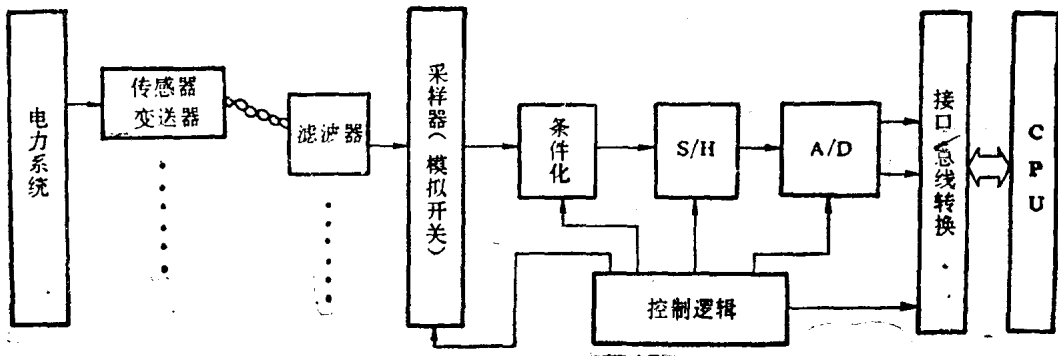 电力系统
传感器
变送器
滤波器
采样器（模拟开关）
条件化
S/H
A/D
接口/总线转换
CPU
控制逻辑